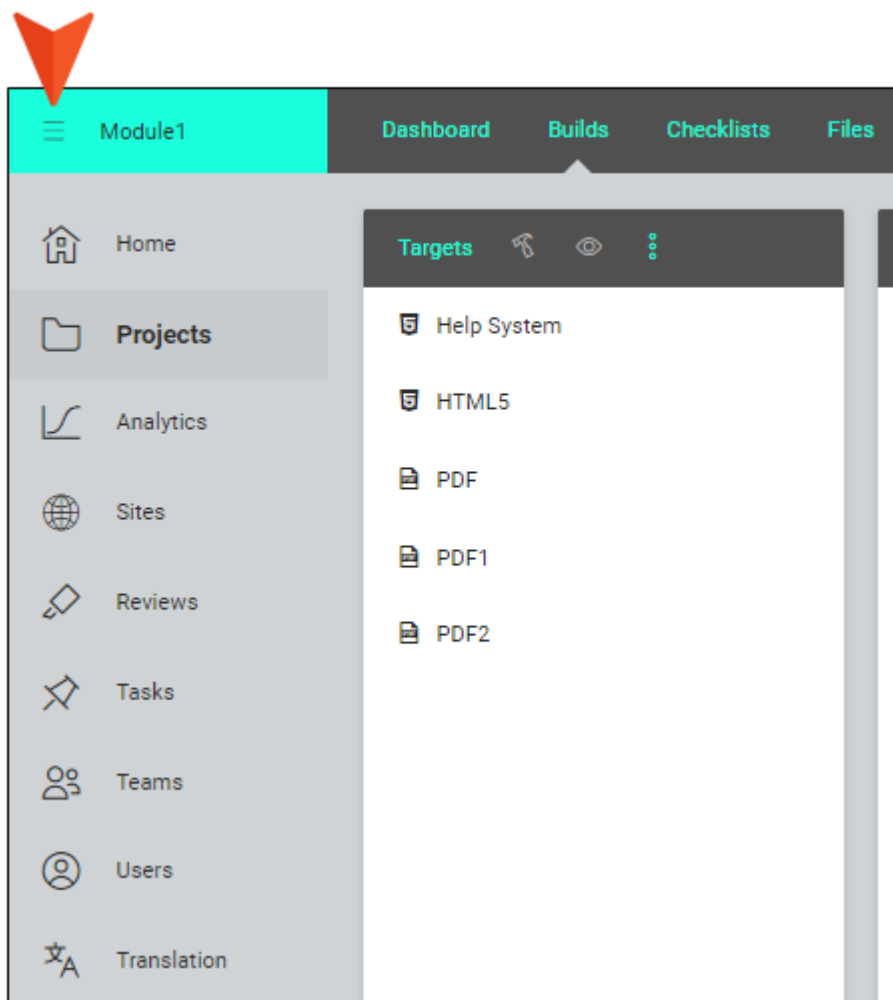 Module1
Dashboard Builds Checklists Files
Home
Projects
Analytics
Sites
Reviews
Tasks
Teams
Users
Translation
Targets
Help System
HTML5
PDF
PDF1
PDF2